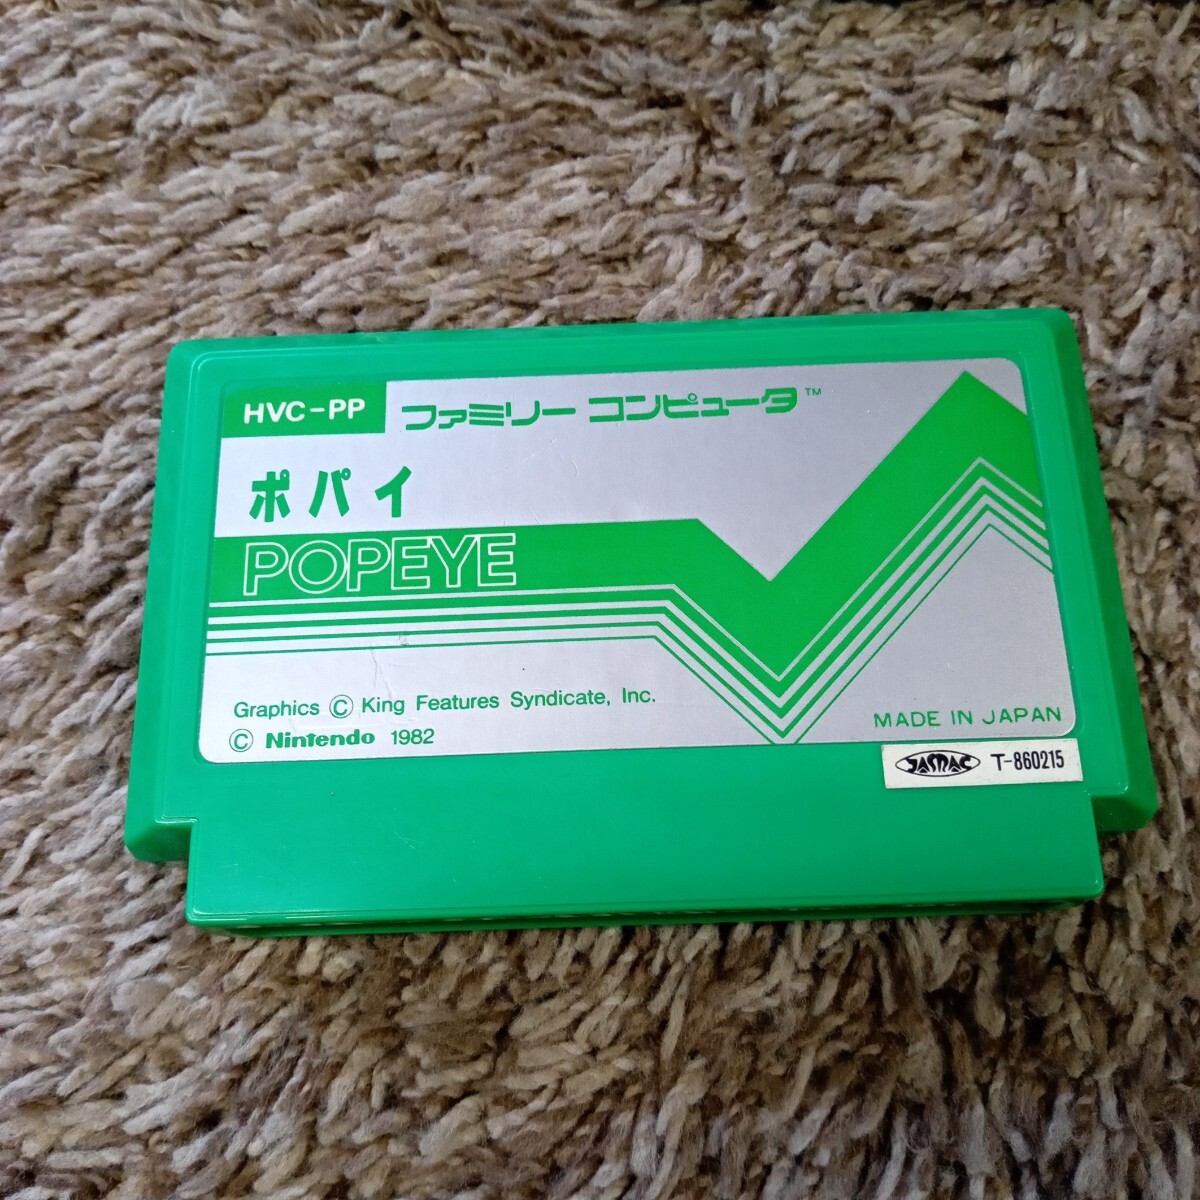 HVC-PP
ファミリー コンピュータ™
ポパイ
POPEYE
Graphics © King Features Syndicate, Inc.
© Nintendo 1982
MADE IN JAPAN
JASMAC T-860215